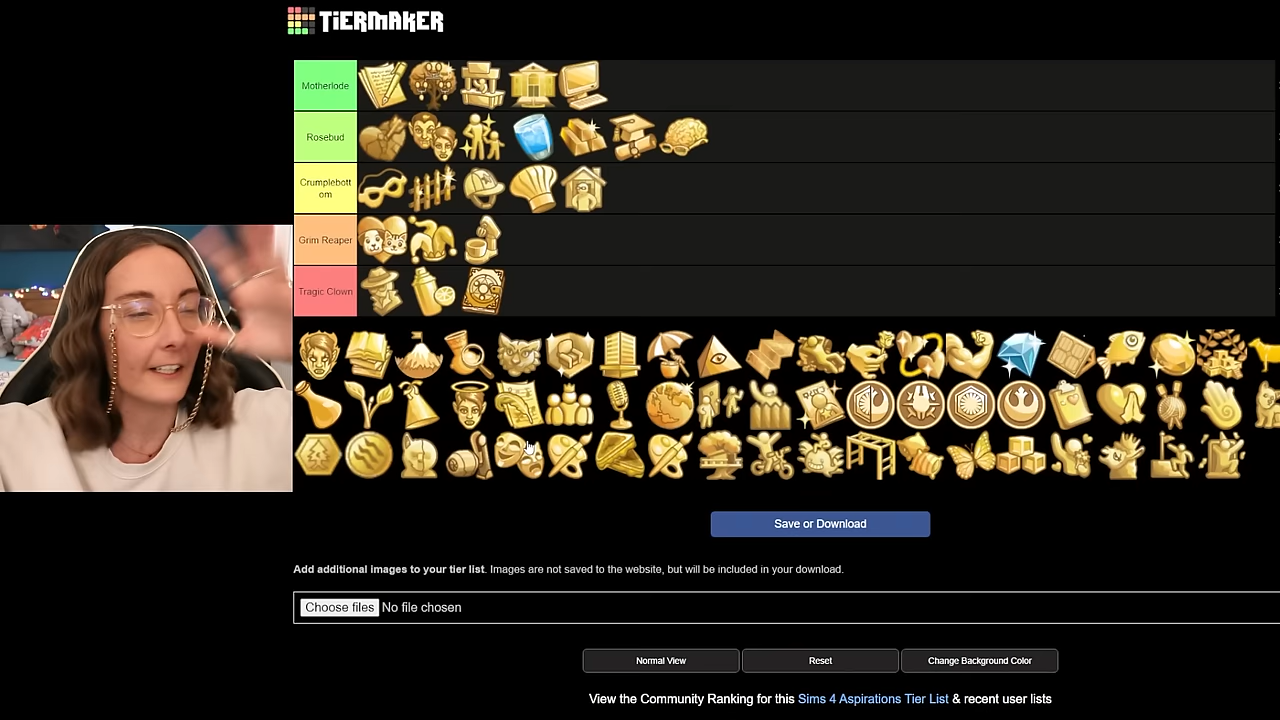 TiERMAKER
Motherlode
Rosebud
Crumplebott
om
Grim Reaper
Tragic Clown
Save or Download
Add additional images to your tier list. Images are not saved to the website, but will be included in your download.
Choose files No file chosen
Normal View
Reset
Change Background Color
View the Community Ranking for this Sims 4 Aspirations Tier List & recent user lists